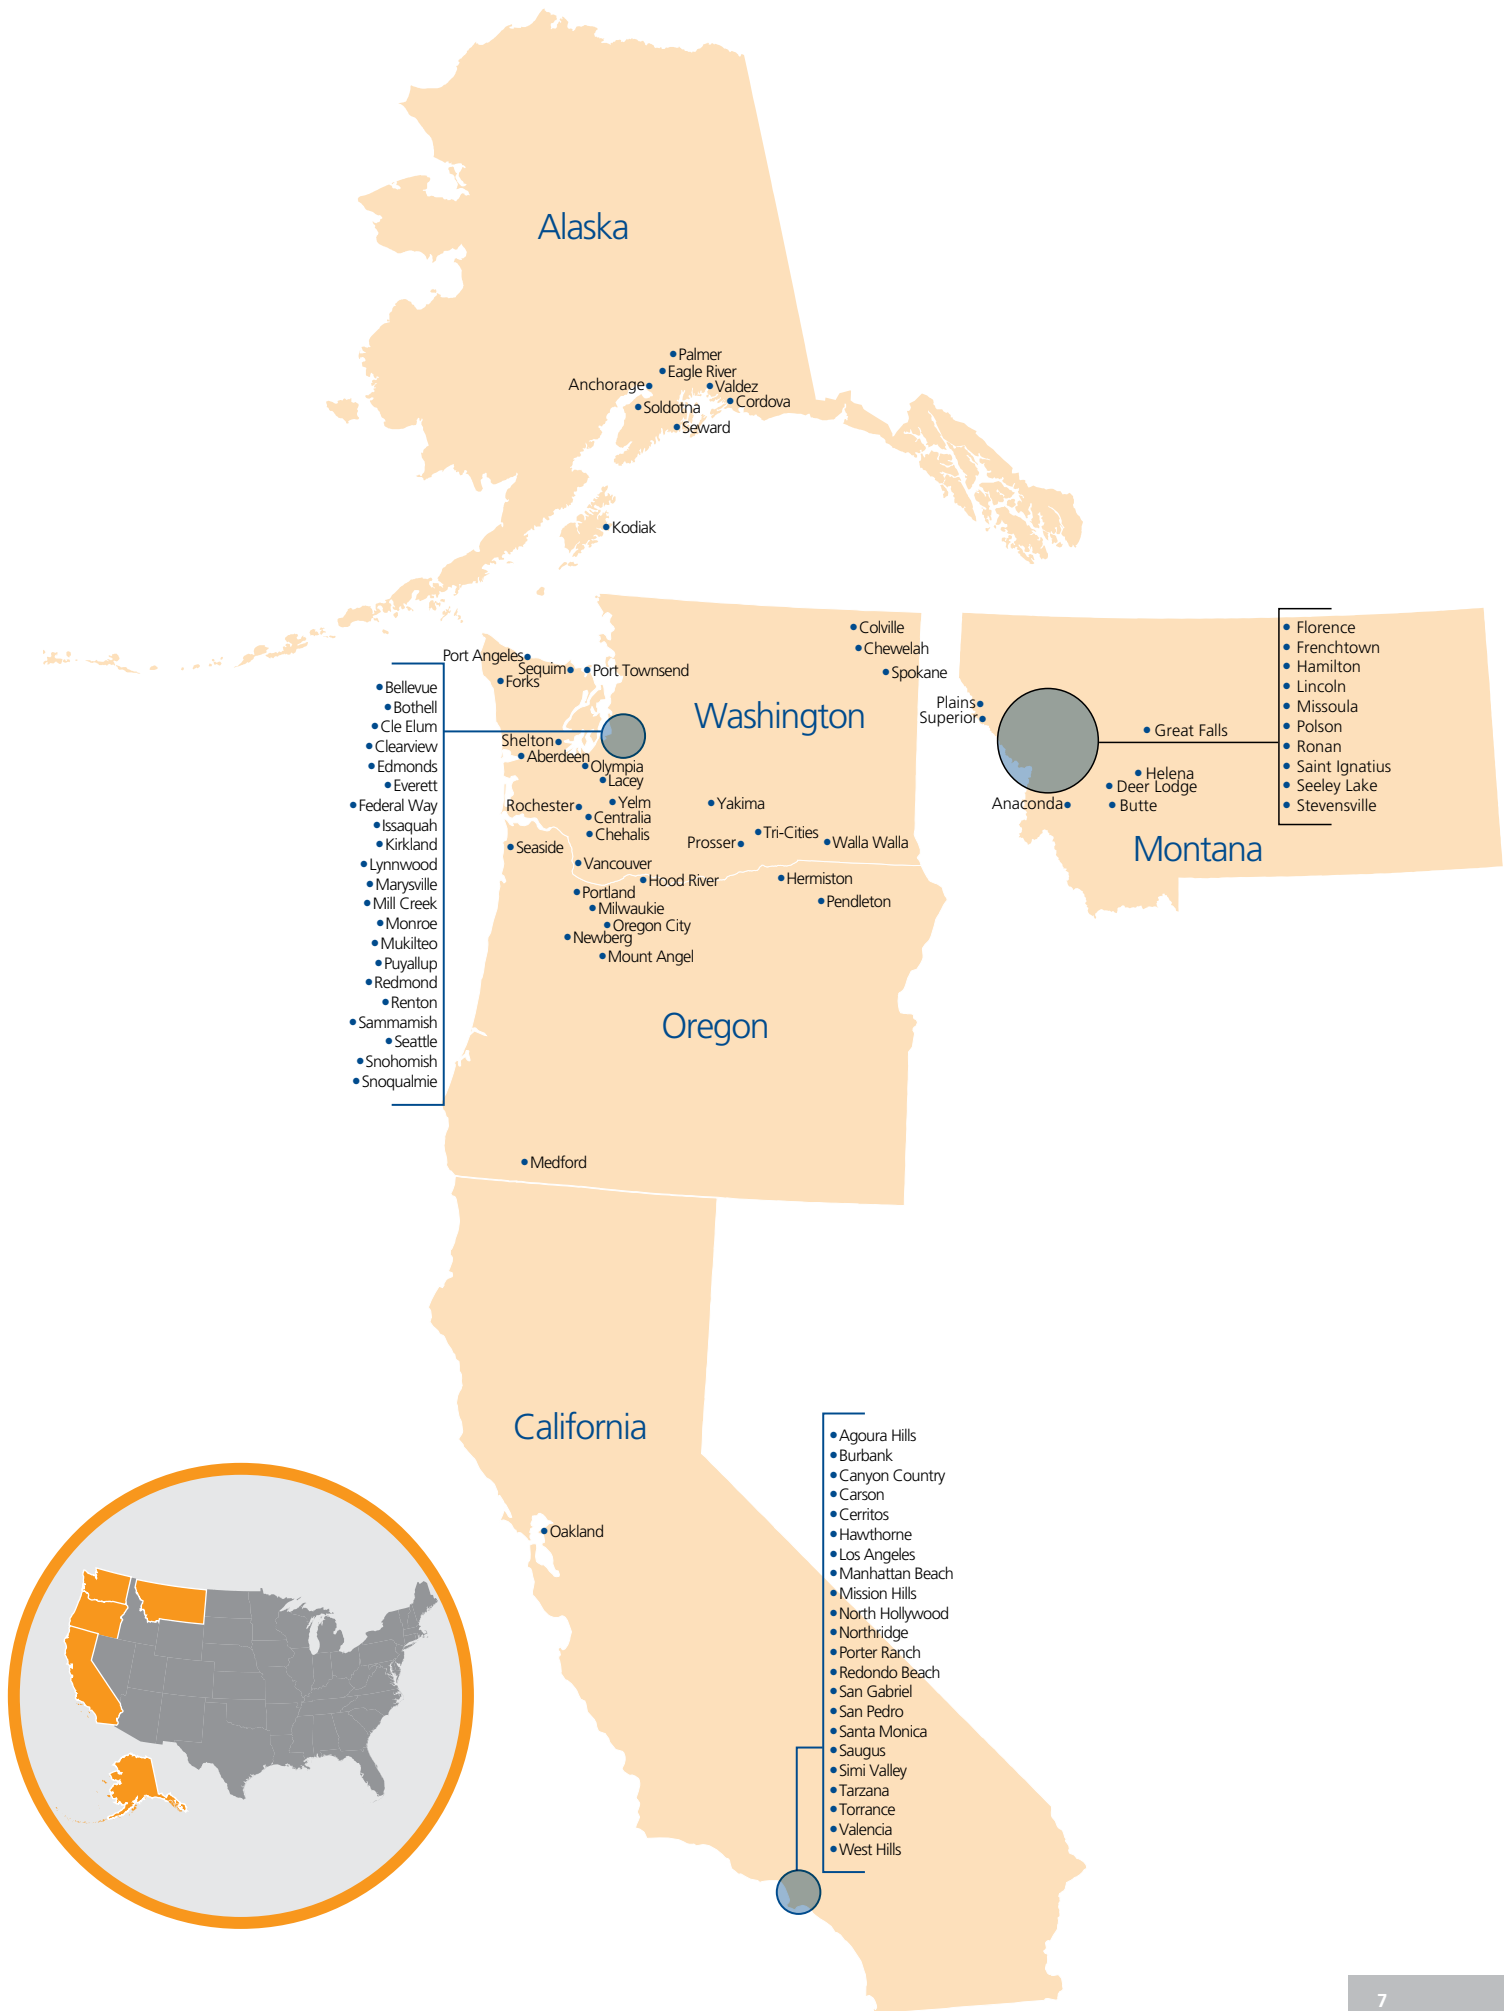 Alaska
Palmer
Eagle River
Anchorage
Valdez
Cordova
Soldotna
Seward
Kodiak
Port Angeles
Sequim
Port Townsend
Forks
Colville
Chewelah
Spokane
Washington
Shelton
Aberdeen
Olympia
Lacey
Rochester
Yelm
Centralia
Chehalis
Yakima
Tri-Cities
Prosser
Walla Walla
Vancouver
Bellevue
Bothell
Cle Elum
Clearview
Edmonds
Everett
Federal Way
Issaquah
Kirkland
Lynnwood
Marysville
Mill Creek
Monroe
Mukilteo
Puyallup
Redmond
Renton
Sammamish
Seattle
Snohomish
Snoqualmie
Plains
Superior
Great Falls
Helena
Deer Lodge
Anaconda
Butte
Montana
Florence
Frenchtown
Hamilton
Lincoln
Missoula
Polson
Ronan
Saint Ignatius
Seeley Lake
Stevensville
Seaside
Hood River
Hermiston
Portland
Pendleton
Milwaukie
Oregon City
Newberg
Mount Angel
Oregon
Medford
California
Oakland
Agoura Hills
Burbank
Canyon Country
Carson
Cerritos
Hawthorne
Los Angeles
Manhattan Beach
Mission Hills
North Hollywood
Northridge
Porter Ranch
Redondo Beach
San Gabriel
San Pedro
Santa Monica
Saugus
Simi Valley
Tarzana
Torrance
Valencia
West Hills
7